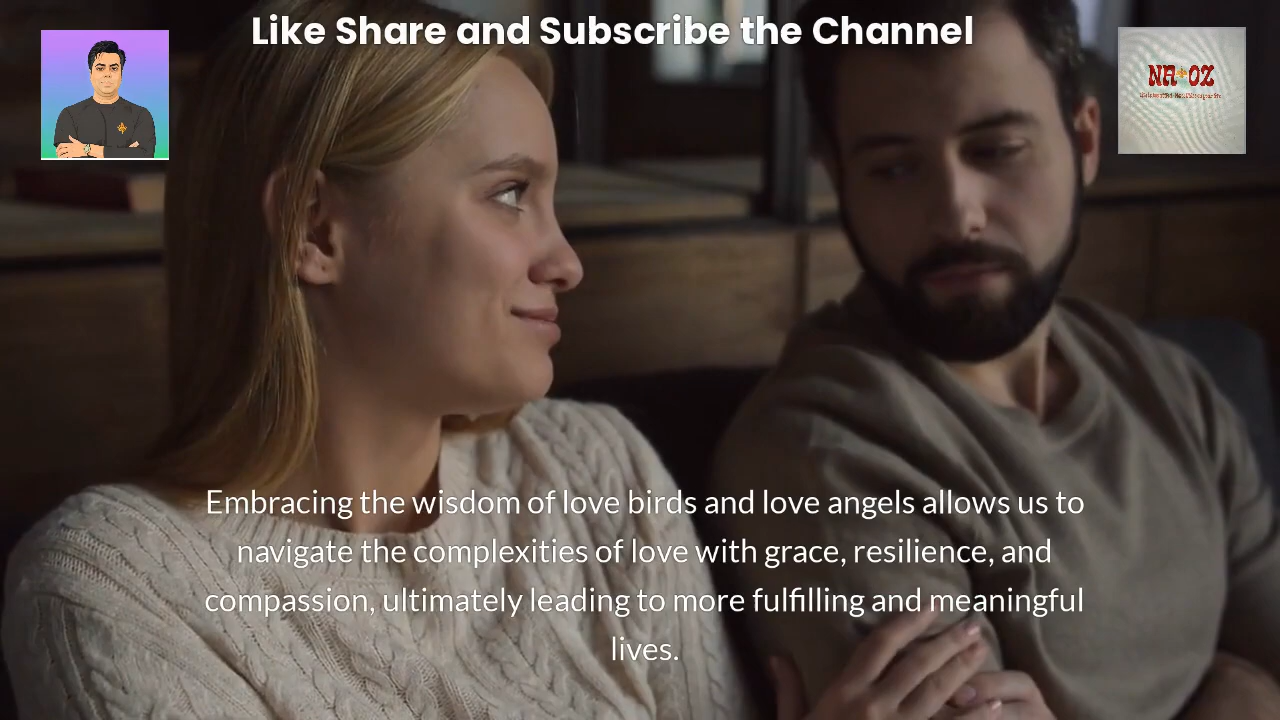 Like Share and Subscribe the Channel
NR OZ
Embracing the wisdom of love birds and love angels allows us to
navigate the complexities of love with grace, resilience, and
compassion, ultimately leading to more fulfilling and meaningful
lives.